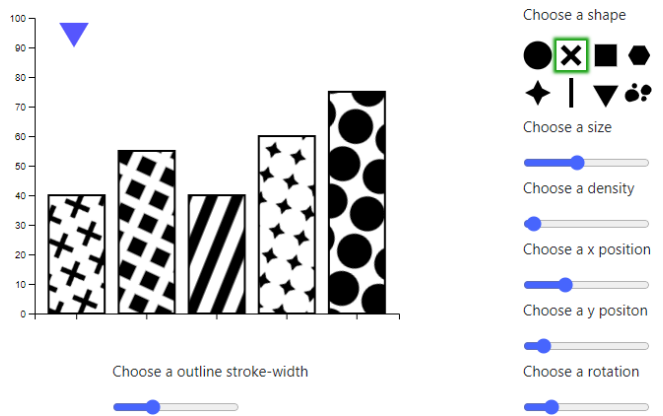 100
90
80
70
60
50
40
30
20
10
0
Choose a outline stroke-width
Choose a shape
Choose a size
Choose a density
Choose a x position
Choose a y positon
Choose a rotation